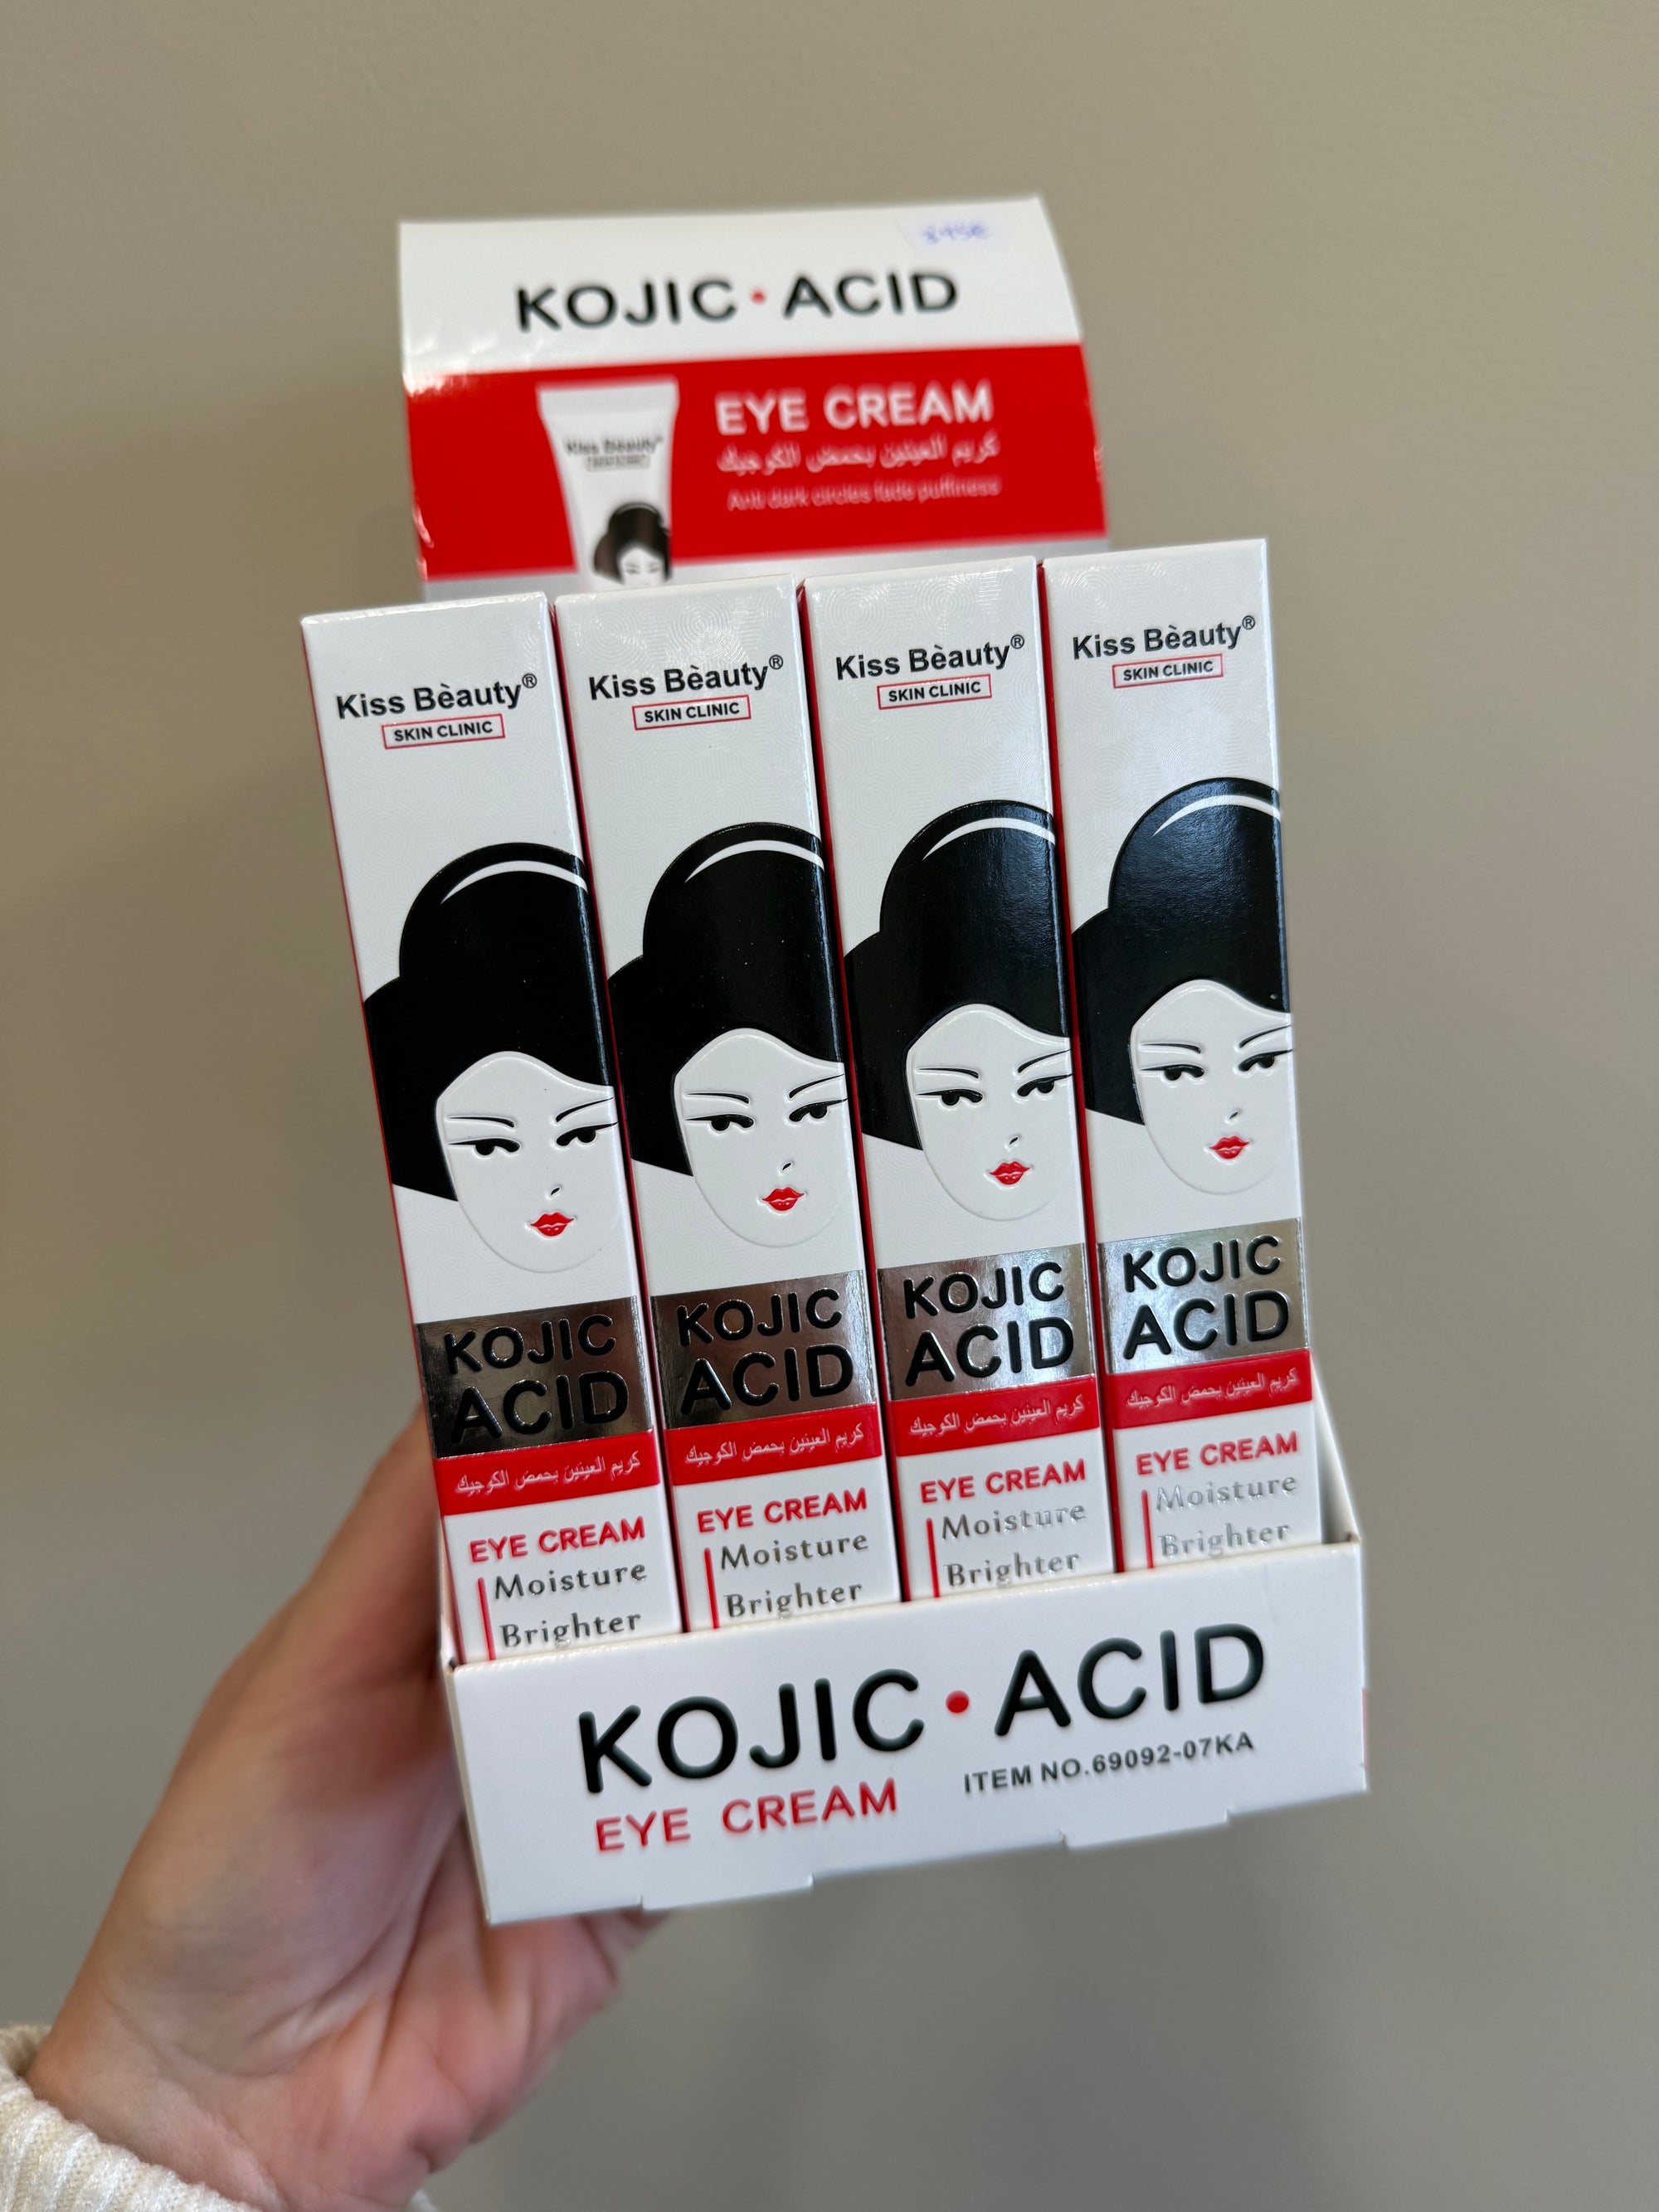 KOJIC • ACID
EYE CREAM
كريم العينين بحمض الكوجيك
Anti dark circles fade puffiness
Kiss Bèauty®
Kiss Bèauty®
SKIN CLINIC
KOJIC
ACID
كريم العينين بحمض الكوجيك
EYE CREAM
Moisture
Brighter
Kiss Bèauty®
SKIN CLINIC
KOJIC
ACID
كريم العينين بحمض الكوجيك
EYE CREAM
Moisture
Brighter
Kiss Bèauty®
SKIN CLINIC
KOJIC
ACID
كريم العينين بحمض الكوجيك
EYE CREAM
Moisture
Brighter
Kiss Bèauty®
SKIN CLINIC
KOJIC
ACID
كريم العينين بحمض الكوجيك
EYE CREAM
Moisture
Brighter
KOJIC • ACID
EYE CREAM
ITEM NO.69092-07KA